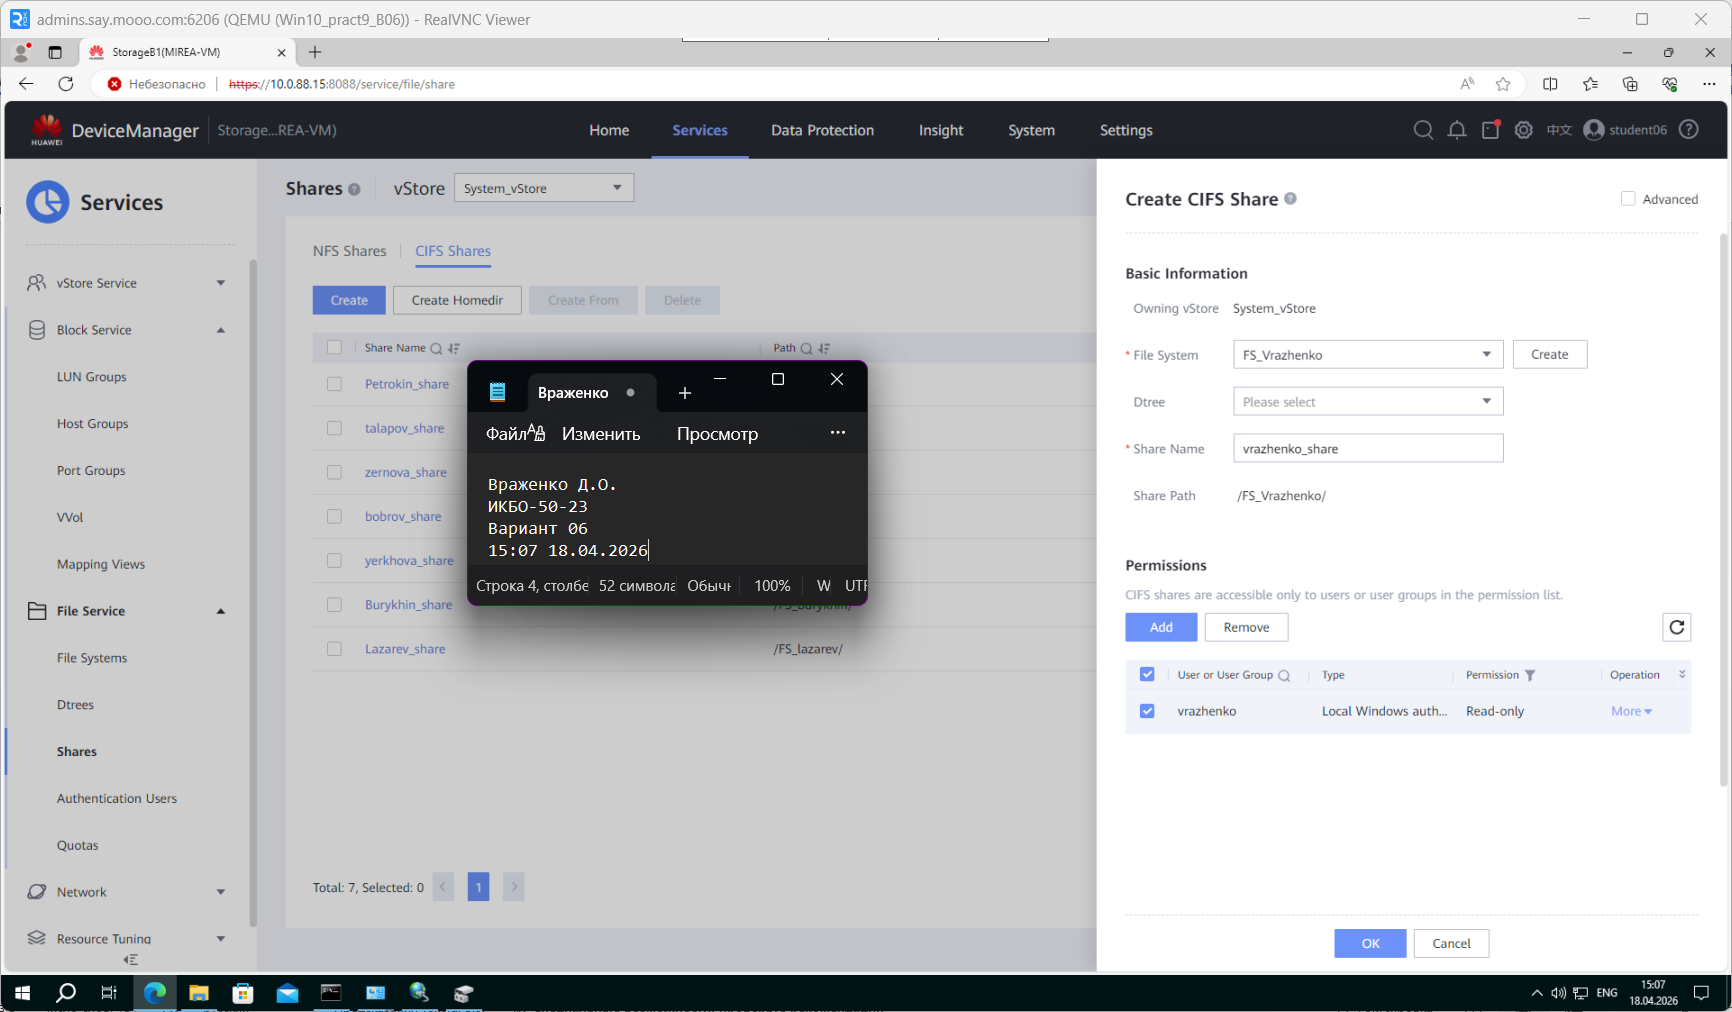 admins.say.mooo.com:6206 (QEMU (Win10_pract9_B06)) - RealVNC Viewer
StorageB1(MIREA-VM)
Небезопасно
https://10.0.88.15:8088/service/file/share
HUAWEI
DeviceManager
Storage...REA-VM)
Home
Services
Data Protection
Insight
System
Settings
中文
student06
Services
vStore Service
Block Service
LUN Groups
Host Groups
Port Groups
VVol
Mapping Views
File Service
File Systems
Dtrees
Shares
Authentication Users
Quotas
Network
Resource Tuning
Shares
vStore
System_vStore
NFS Shares
CIFS Shares
Create
Create Homedir
Create From
Delete
Share Name
Path
Petrokin_share
talapov_share
zernova_share
bobrov_share
yerkhova_share
Burykhin_share
/FS_burykhin/
Lazarev_share
/FS_lazarev/
Total: 7, Selected: 0
1
Враженко
Файл
Изменить
Просмотр
Враженко Д.О.
ИКБО-50-23
Вариант 06
15:07 18.04.2026
Строка 4, столбе
52 символа
Обычн
100%
W
UTF
Create CIFS Share
Advanced
Basic Information
Owning vStore System_vStore
* File System FS_Vrazhenko Create
Dtree Please select
* Share Name vrazhenko_share
Share Path /FS_Vrazhenko/
Permissions
CIFS shares are accessible only to users or user groups in the permission list.
Add
Remove
User or User Group Type Permission Operation
vrazhenko Local Windows auth... Read-only More
OK
Cancel
ENG
15:07
18.04.2026